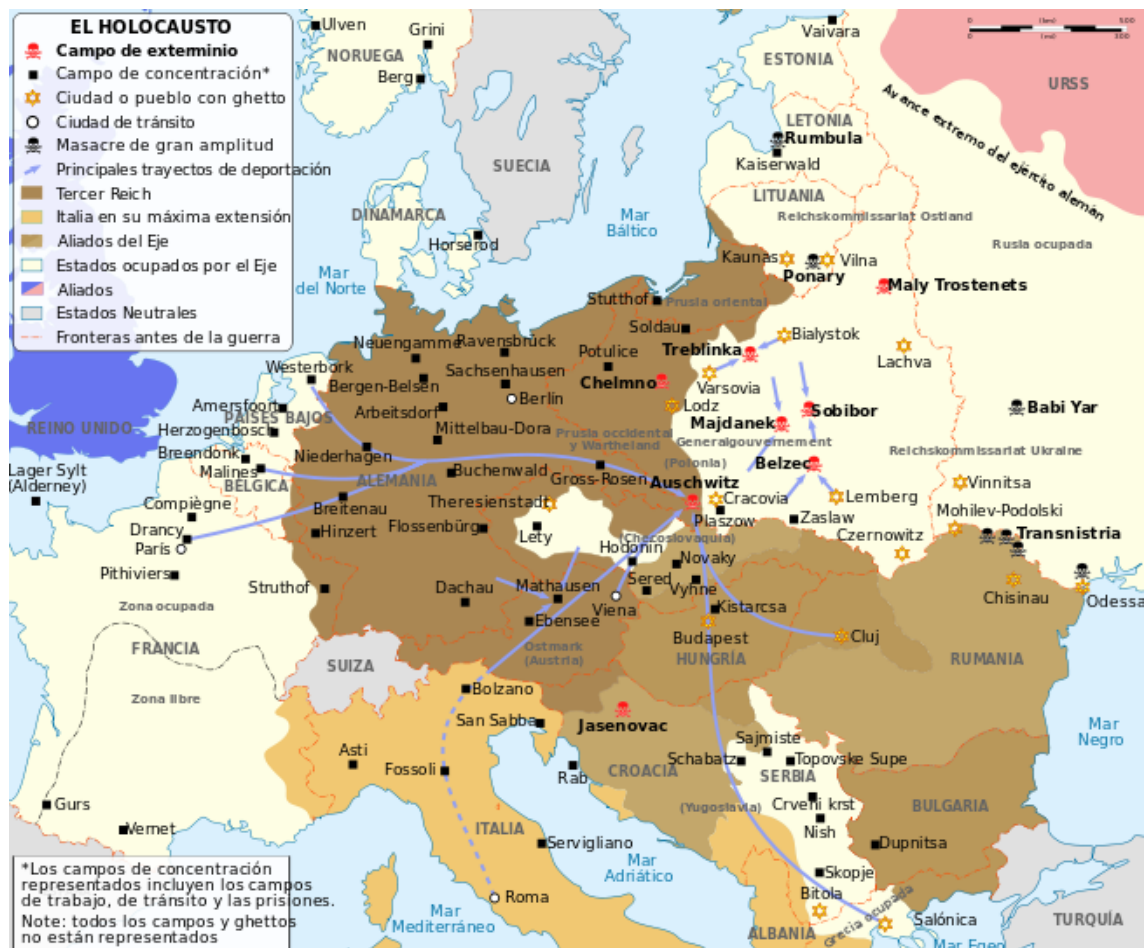 EL HOLOCAUSTO
Campo de exterminio
Campo de concentración*
Ciudad o pueblo con ghetto
Ciudad de tránsito
Masacre de gran amplitud
Principales trayectos de deportación
Tercer Reich
Italia en su máxima extensión
Aliados del Eje
Estados ocupados por el Eje
Aliados
Estados Neutrales
Fronteras antes de la guerra
Ulven
Grini
NORUEGA
Berg
Vaivara
ESTONIA
0 (km) 500
0 (mi) 300
URSS
Avance extremo del ejército alemán
LETONIA
Rumbula
Kaiserwald
SUECIA
LITUANIA
Reichskommissariat Ostland
DINAMARCA
Horserod
Mar
Báltico
Rusia ocupada
Mar
del Norte
Kaunas
Vilna
Ponary
Maly Trostenets
Stutthof
Prusia oriental
Soldau
Bialystok
Lachva
Neuengamme
Ravensbrück
Potulice
Treblinka
Westerbork
Bergen-Belsen
Sachsenhausen
Chelmno
Varsovia
Berlín
Amersfoort
PAÍSES BAJOS
Arbeitsdorf
Lodz
Sobibor
Babi Yar
REINO UNIDO
Herzogenbosch
Mittelbau-Dora
Prusia occidental
y Wartheland
Majdanek
Generalgouvernement
(Polonia)
Reichskommissariat Ukraine
Breendonk
Malines
BÉLGICA
Niederhagen
Buchenwald
ALEMANIA
Gross-Rosen
Belzec
Auschwitz
Lager Sylt
(Alderney)
Compiègne
Breitenau
Theresienstadt
Cracovia
Lemberg
Vinnitsa
Drancy
París
Hinzert
Flossenbürg
Lety
Plaszow
Zaslaw
Mohilev-Podolski
(Checoslovaquia)
Hodonin
Novaky
Czernowitz
Transnistria
Pithiviers
Struthof
Dachau
Mathausen
Sered
Vyhne
Viena
Kistarcsa
Chisinau
Odessa
Zona ocupada
FRANCIA
Ebensee
Ostmark
(Austria)
Budapest
HUNGRÍA
Cluj
RUMANIA
SUIZA
Zona libre
Bolzano
San Sabba
Jasenovac
Mar
Negro
Asti
Fossoli
Rab
CROACIA
Schabatz
Sajmiste
Topovske Supe
SERBIA
(Yugoslavia)
Crveni krst
Nish
BULGARIA
Gurs
Vernet
ITALIA
Servigliano
Dupnitsa
Mar
Adriático
Skopje
Bitola
Roma
Mar
Mediterráneo
ALBANIA
Grecia ocupada
Salónica
TURQUÍA
Mar Egeo
*Los campos de concentración
representados incluyen los campos
de trabajo, de tránsito y las prisiones.
Note: todos los campos y ghettos
no están representados